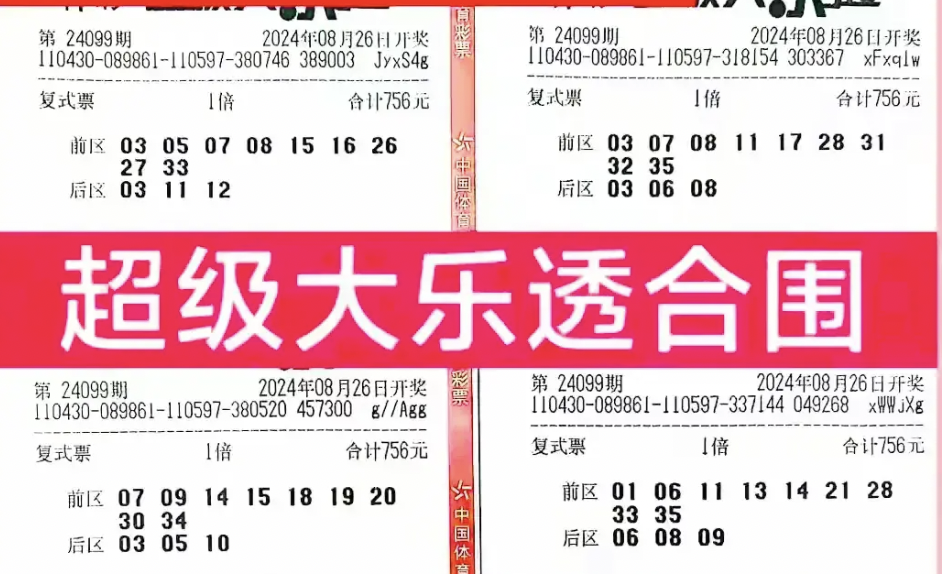 第 24099期
2024年08月26日开奖
110430-089861-110597-380746 389003 JyxS4g
复式票 1倍 合计756元
前区 03 05 07 08 15 16 26
27 33
后区 03 11 12
第 24099期
2024年08月26日开奖
110430-089861-110597-318154 303367 xFxq1w
复式票 1倍 合计756元
前区 03 07 08 11 17 28 31
32 35
后区 03 06 08
育彩票
中国体育
超级大乐透合围
第 24099期
2024年08月26日开奖
110430-089861-110597-380520 457300 g//Agg
复式票 1倍 合计756元
前区 07 09 14 15 18 19 20
30 34
后区 03 05 10
第 24099期
2024年08月26日开奖
110430-089861-110597-337144 049268 xWWJXg
复式票 1倍 合计756元
前区 01 06 11 13 14 21 28
33 35
后区 06 08 09
彩票
中国体育